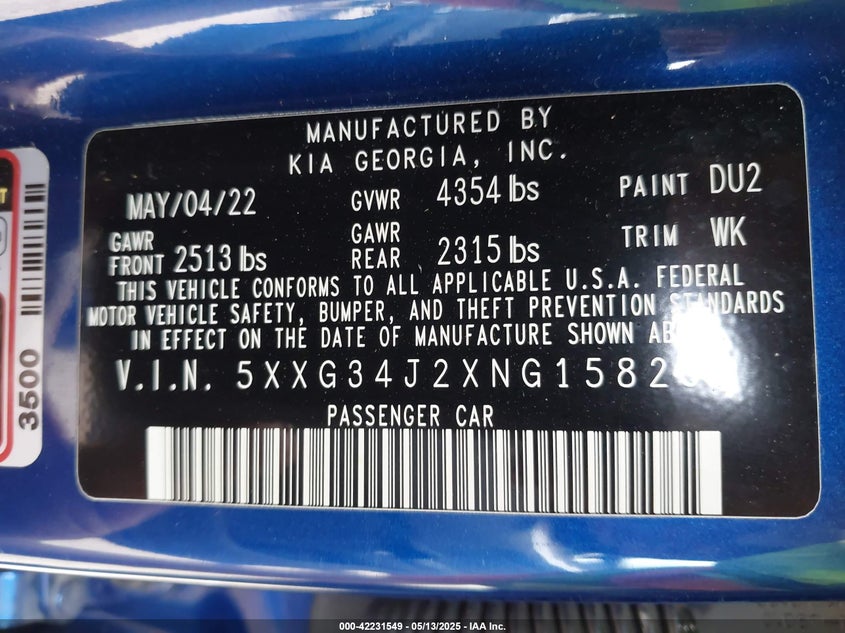 MANUFACTURED BY
KIA GEORGIA, INC.
MAY/04/22 GVWR 4354 lbs PAINT DU2
GAWR FRONT 2513 lbs GAWR REAR 2315 lbs TRIM WK
THIS VEHICLE CONFORMS TO ALL APPLICABLE U.S.A. FEDERAL
MOTOR VEHICLE SAFETY, BUMPER, AND THEFT PREVENTION STANDARDS
IN EFFECT ON THE DATE OF MANUFACTURE SHOWN
V.I.N.
PASSENGER CAR
3500
000-42231549 - 05/13/2025 - IAA Inc.